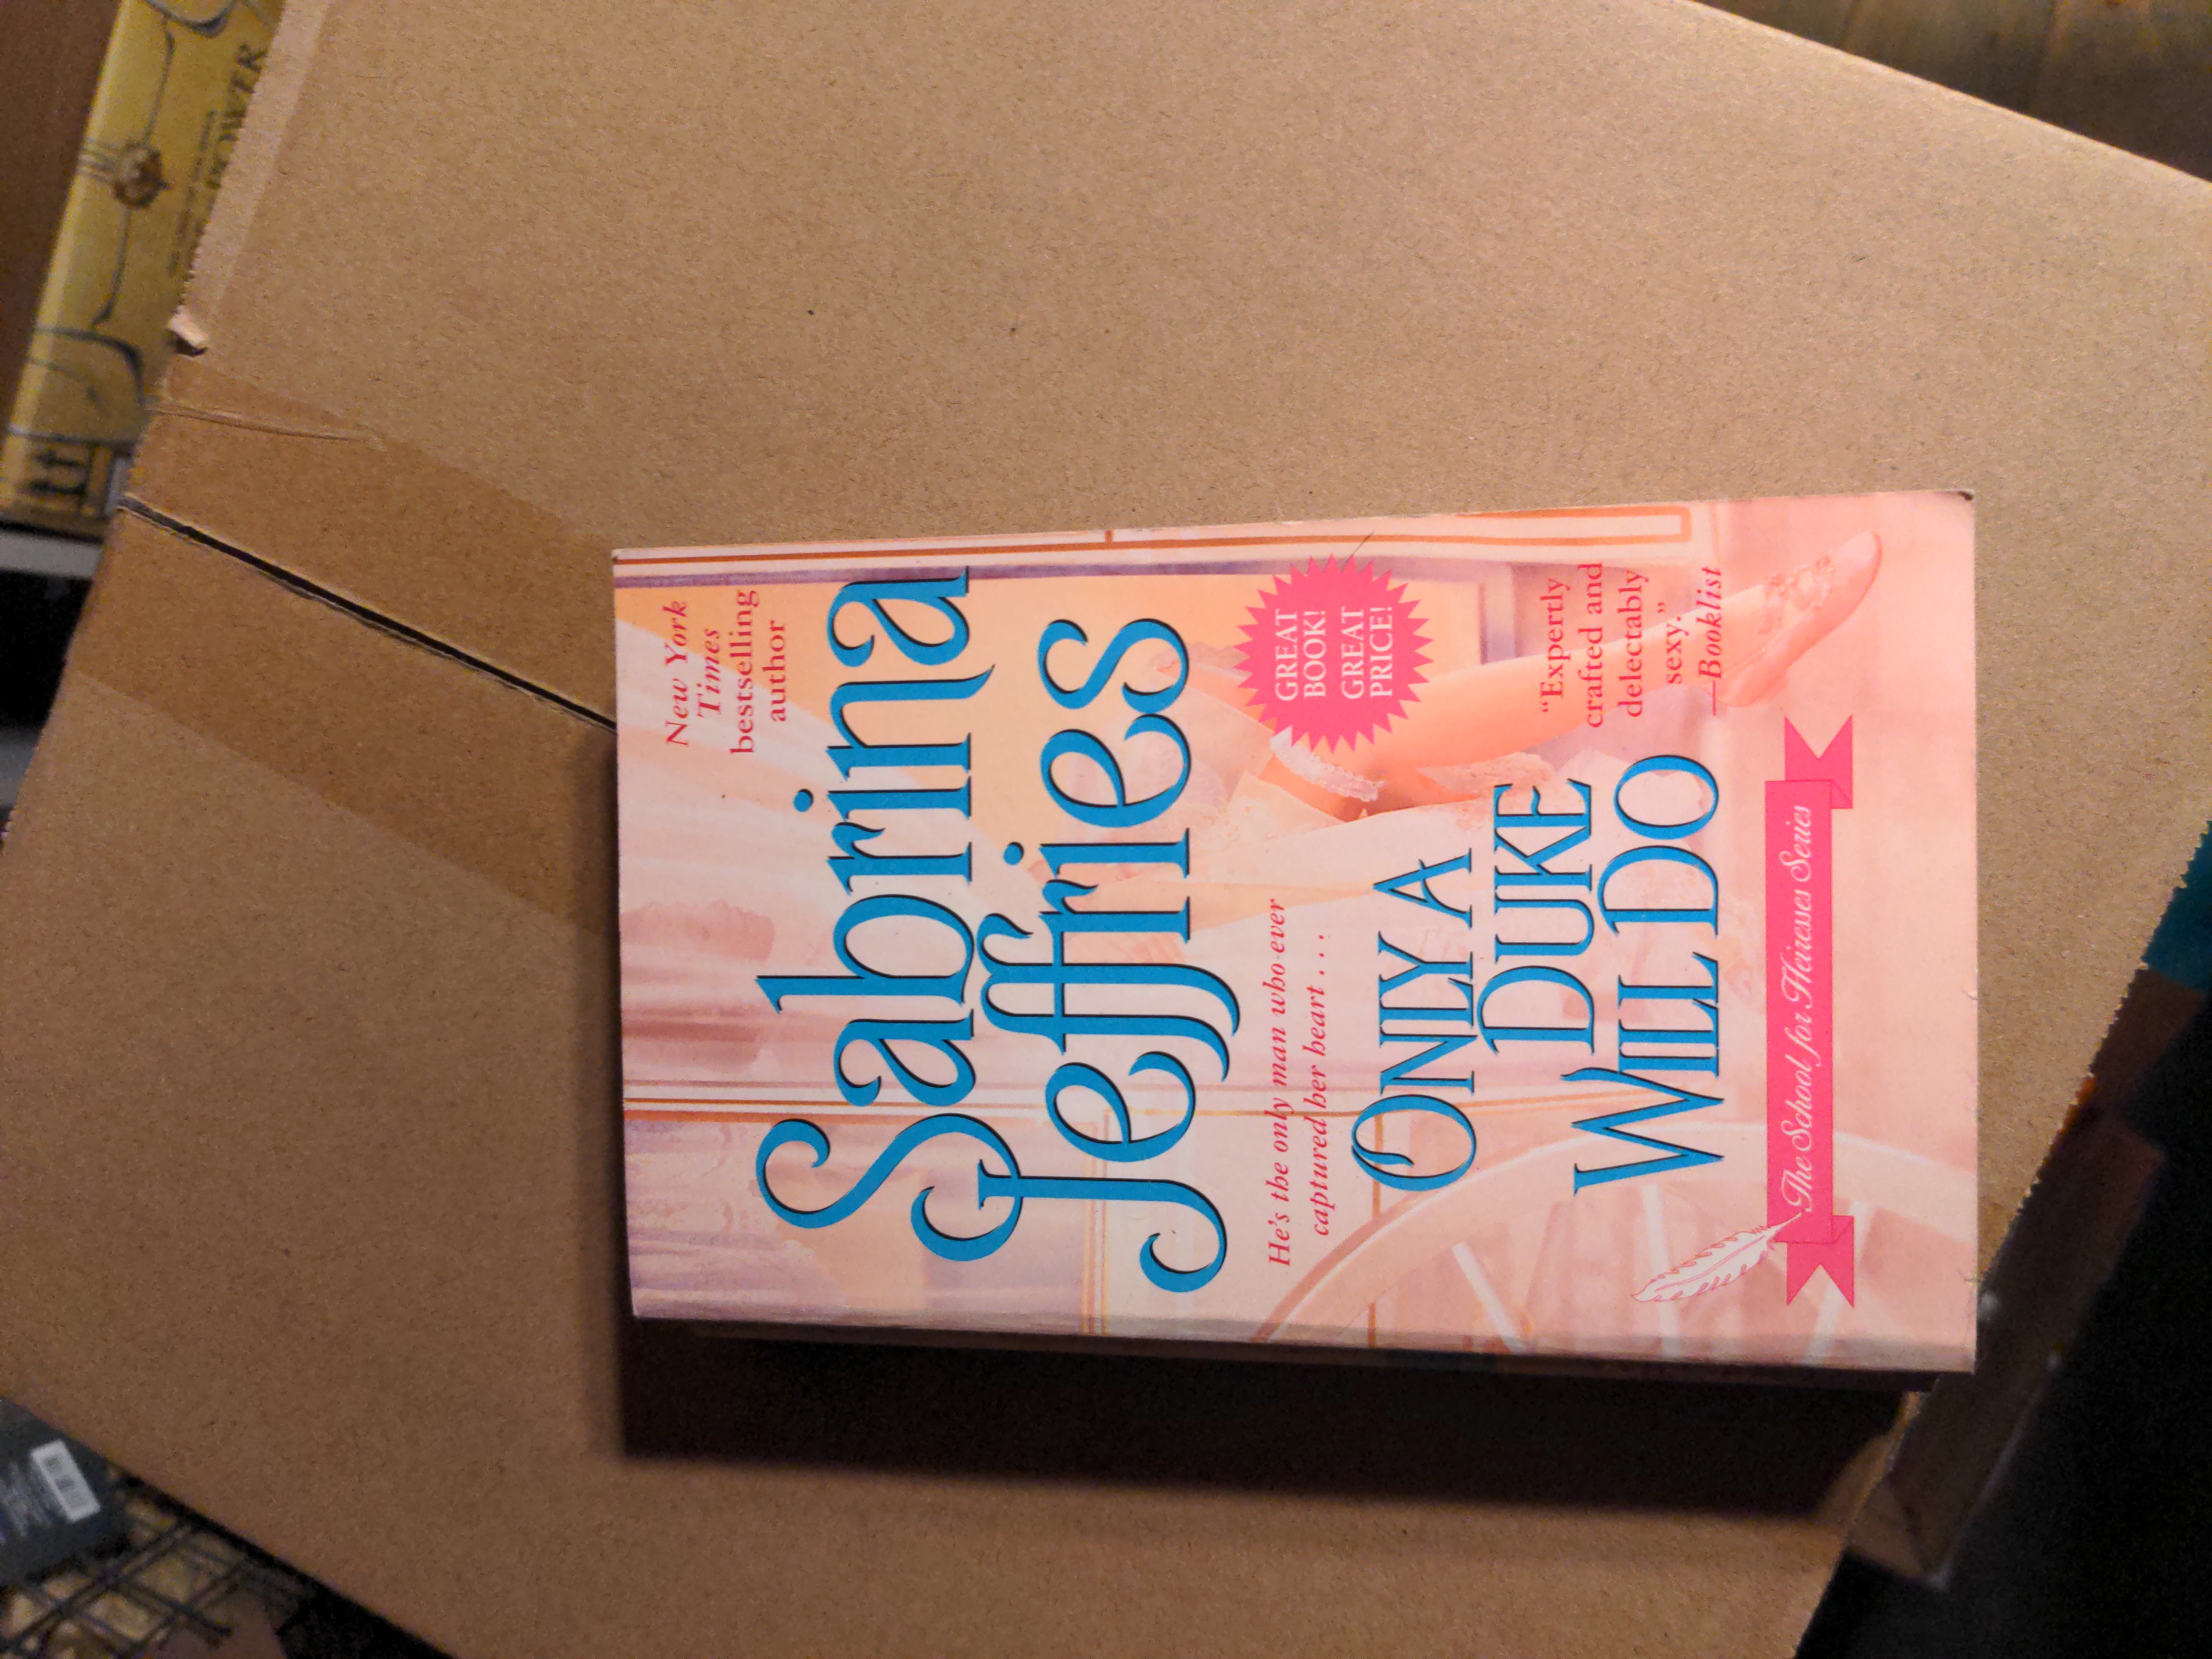 New York
Times
bestselling
author
Sabrina
Jeffries
GREAT
BOOK!
GREAT
PRICE!
He's the only man who ever
captured her heart . . .
ONLY A
DUKE
WILL DO
"Expertly
crafted and
delectably
sexy."
—Booklist
The School for Heiresses Series